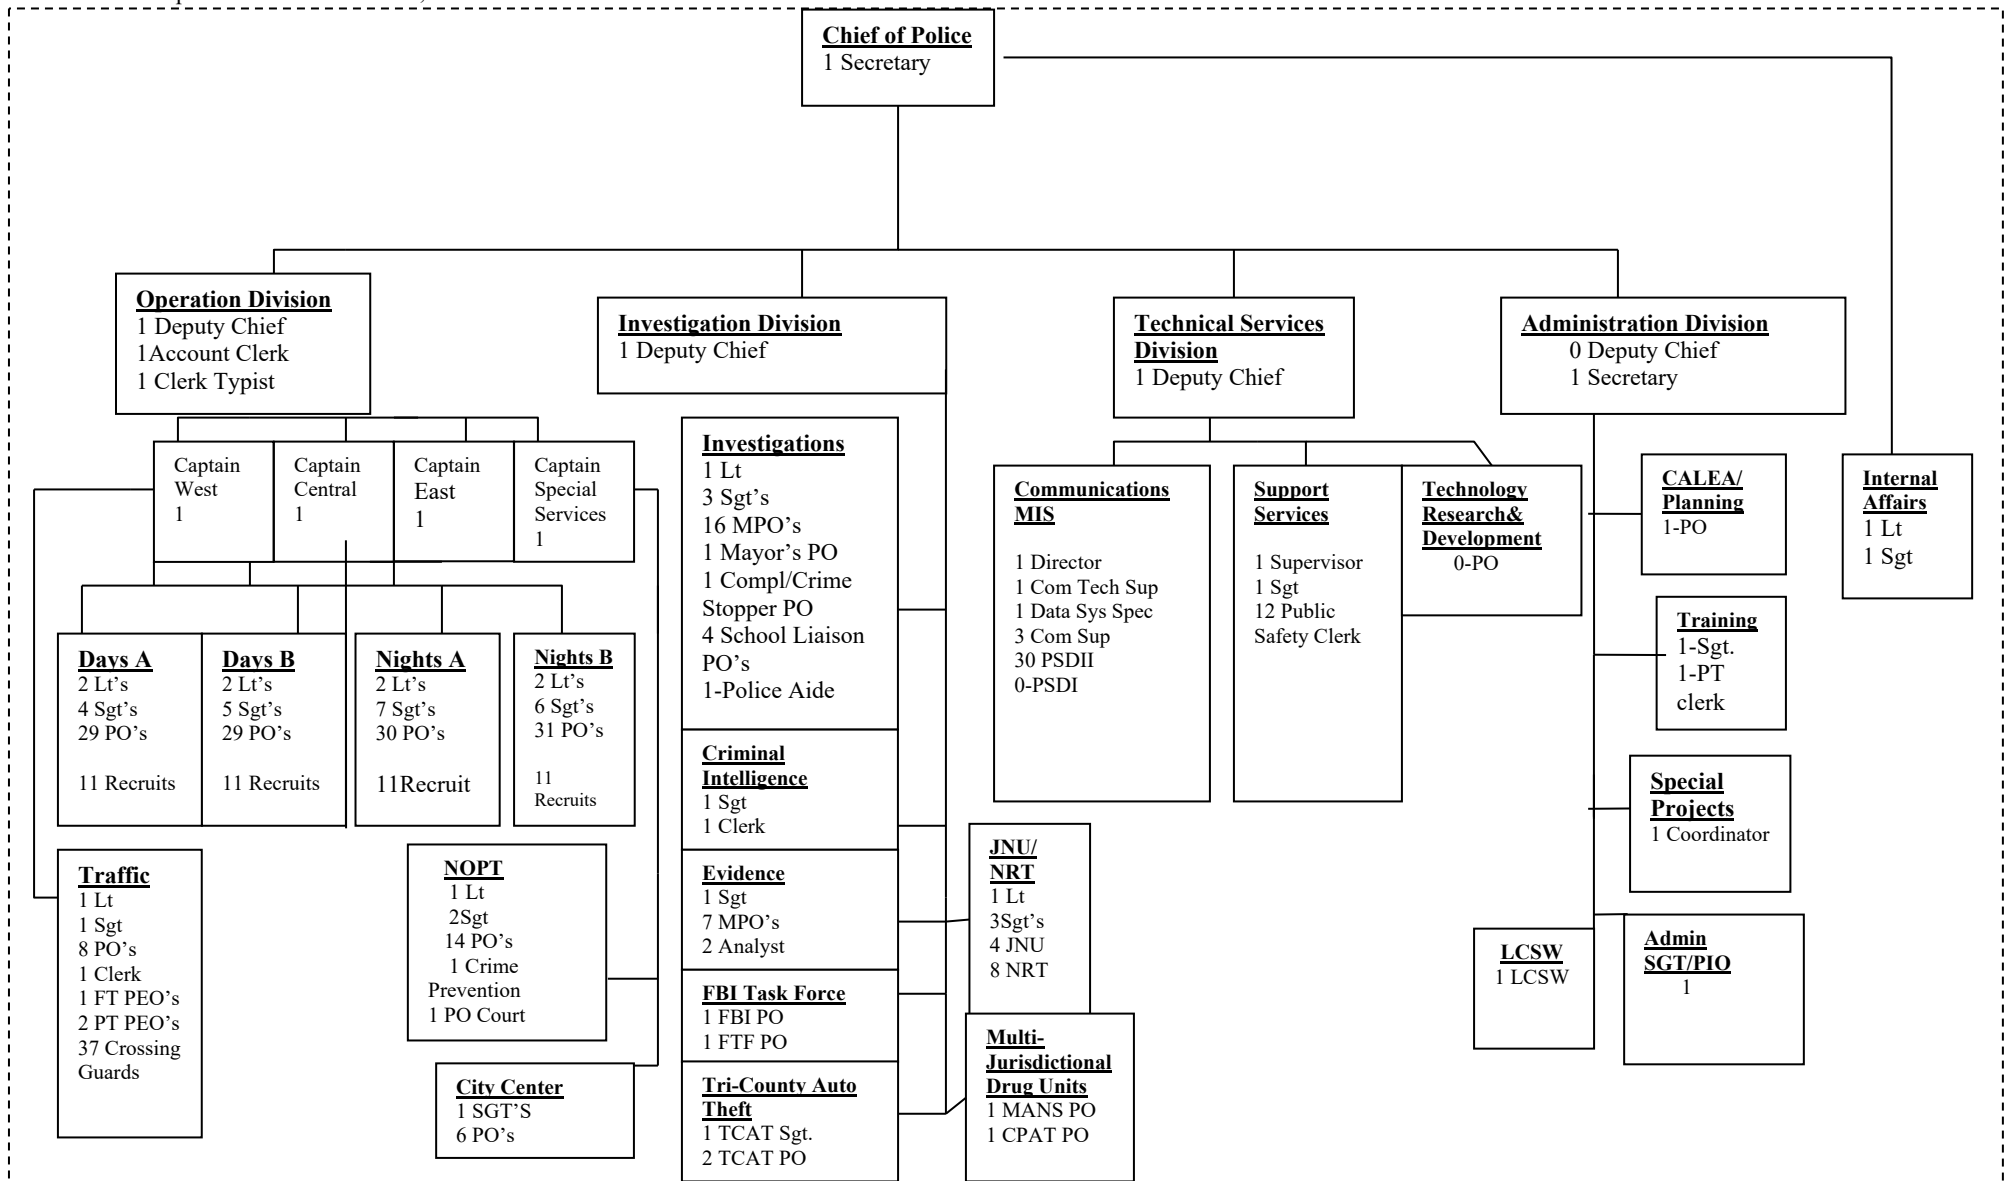 Chief of Police
1 Secretary
Operation Division
1 Deputy Chief
1Account Clerk
1 Clerk Typist
Investigation Division
1 Deputy Chief
Technical Services
Division
1 Deputy Chief
Administration Division
0 Deputy Chief
1 Secretary
Captain
West
1
Captain
Central
1
Captain
East
1
Captain
Special
Services
1
Days A
2 Lt's
4 Sgt's
29 PO's
11 Recruits
Days B
2 Lt's
5 Sgt's
29 PO's
11 Recruits
Nights A
2 Lt's
7 Sgt's
30 PO's
11Recruit
Nights B
2 Lt's
6 Sgt's
31 PO's
11
Recruits
Traffic
1 Lt
1 Sgt
8 PO's
1 Clerk
1 FT PEO's
2 PT PEO's
37 Crossing
Guards
NOPT
1 Lt
2Sgt
14 PO's
1 Crime
Prevention
1 PO Court
City Center
1 SGT'S
6 PO's
Investigations
1 Lt
3 Sgt's
16 MPO's
1 Mayor's PO
1 Compl/Crime
Stopper PO
4 School Liaison
PO's
1-Police Aide
Criminal
Intelligence
1 Sgt
1 Clerk
Evidence
1 Sgt
7 MPO's
2 Analyst
FBI Task Force
1 FBI PO
1 FTF PO
Tri-County Auto
Theft
1 TCAT Sgt.
2 TCAT PO
JNU/
NRT
1 Lt
3Sgt's
4 JNU
8 NRT
Multi-
Jurisdictional
Drug Units
1 MANS PO
1 CPAT PO
Communications
MIS
1 Director
1 Com Tech Sup
1 Data Sys Spec
3 Com Sup
30 PSDII
0-PSDI
Support
Services
1 Supervisor
1 Sgt
12 Public
Safety Clerk
Technology
Research&
Development
0-PO
CALEA/
Planning
1-PO
Training
1-Sgt.
1-PT
clerk
Special
Projects
1 Coordinator
LCSW
1 LCSW
Admin
SGT/PIO
1
Internal
Affairs
1 Lt
1 Sgt